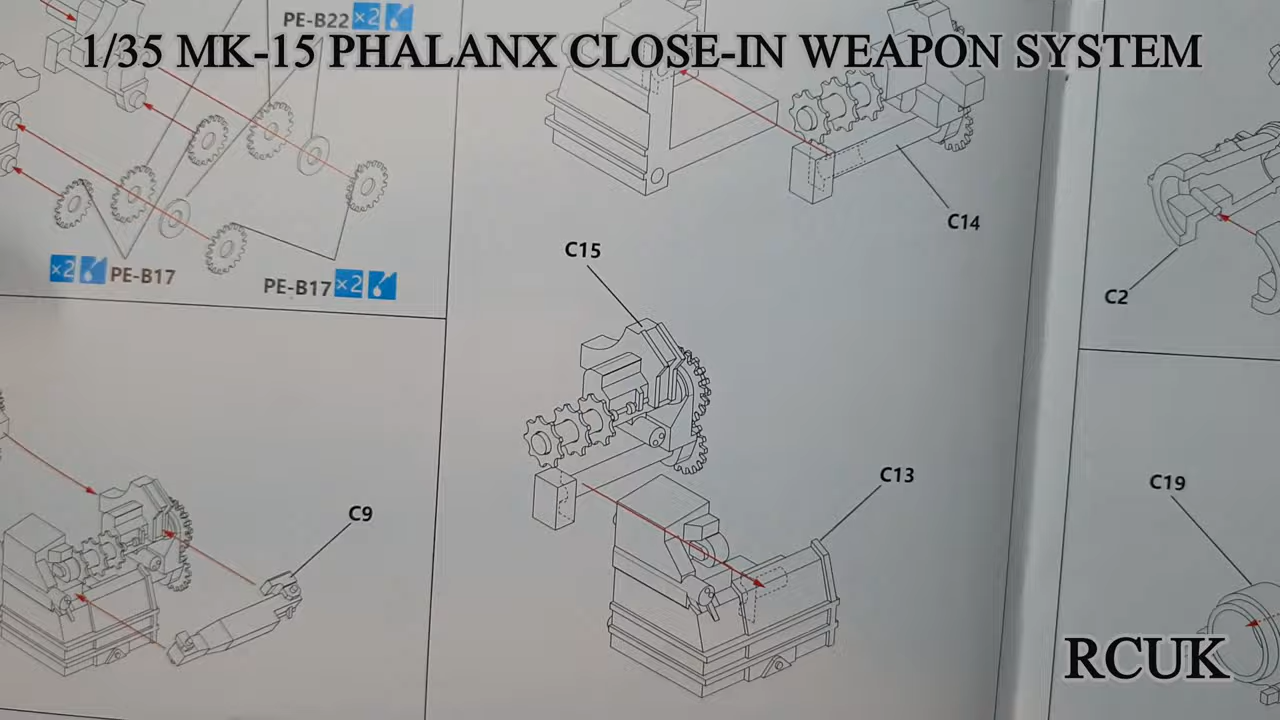 PE-B22 ×2
1/35 MK-15 PHALANX CLOSE-IN WEAPON SYSTEM
C14
C15
×2 PE-B17
PE-B17 ×2
C2
C13
C19
C9
RCUK